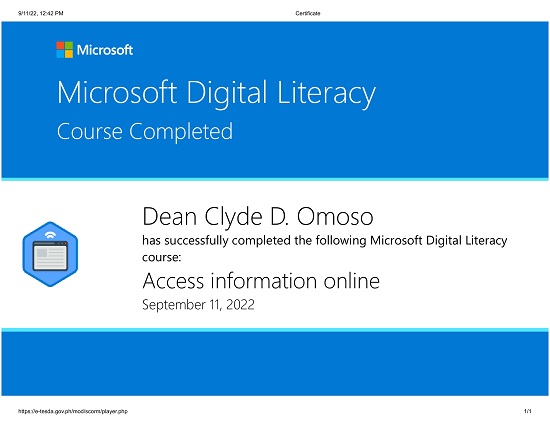 9/11/22, 12:42 PM
Certificate
Microsoft
Microsoft Digital Literacy
Course Completed
Dean Clyde D. Omoso
has successfully completed the following Microsoft Digital Literacy
course:
Access information online
September 11, 2022
https://e-tesda.gov.ph/mod/scorm/player.php
1/1